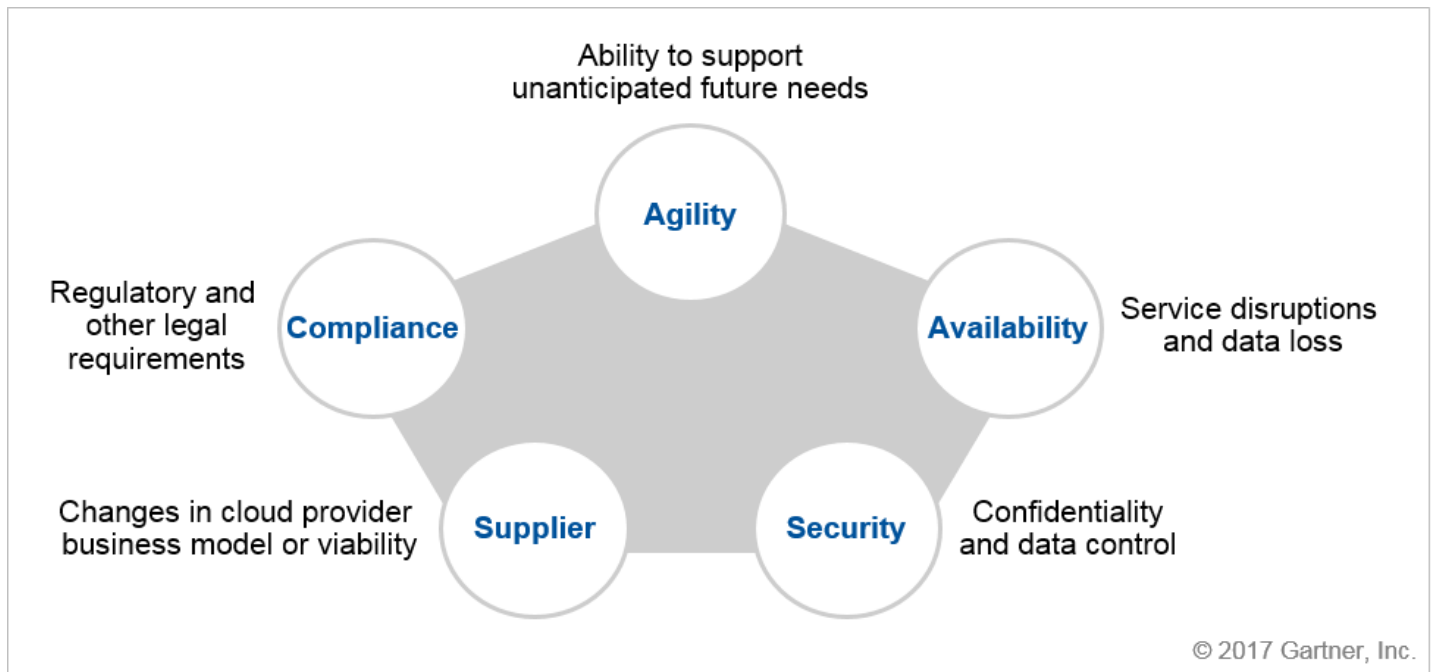 Ability to support
unanticipated future needs
Agility
Regulatory and
other legal
requirements
Compliance
Availability
Service disruptions
and data loss
Changes in cloud provider
business model or viability
Supplier
Security
Confidentiality
and data control
© 2017 Gartner, Inc.